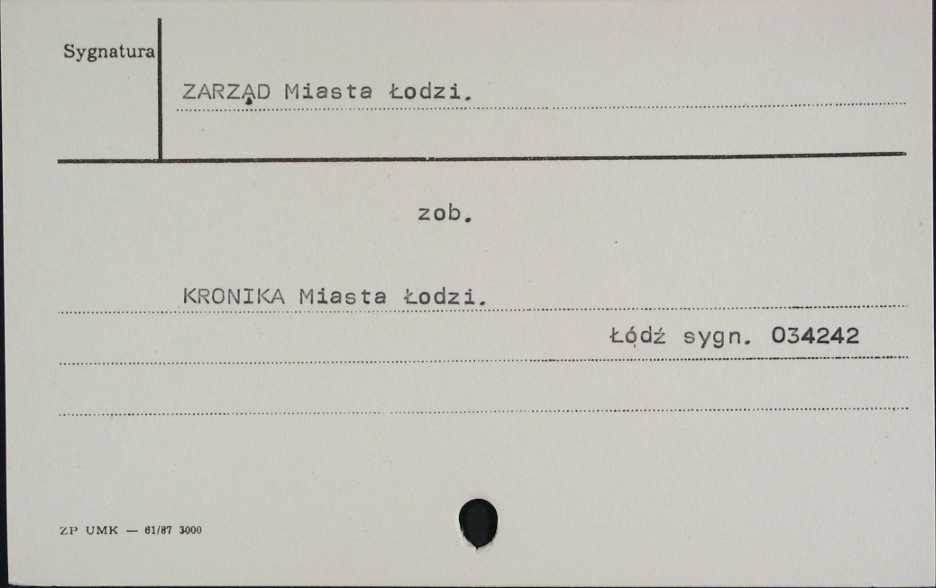 Sygnatura
ZARZĄD Miasta Łodzi.
zob.
KRONIKA Miasta Łodzi.
Łódź sygn. 034242
ZP UMK — 61/87 3000